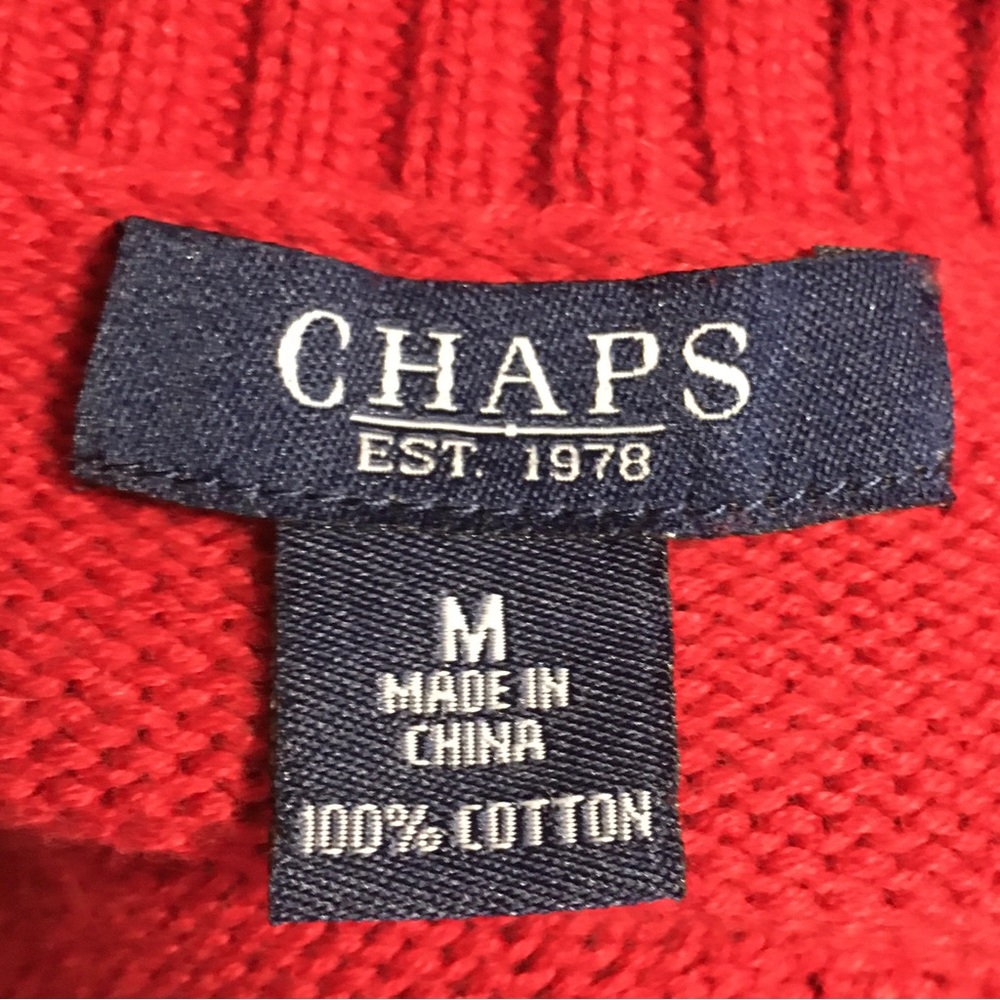 CHAPS
EST. 1978
M
MADE IN
CHINA
100% COTTON